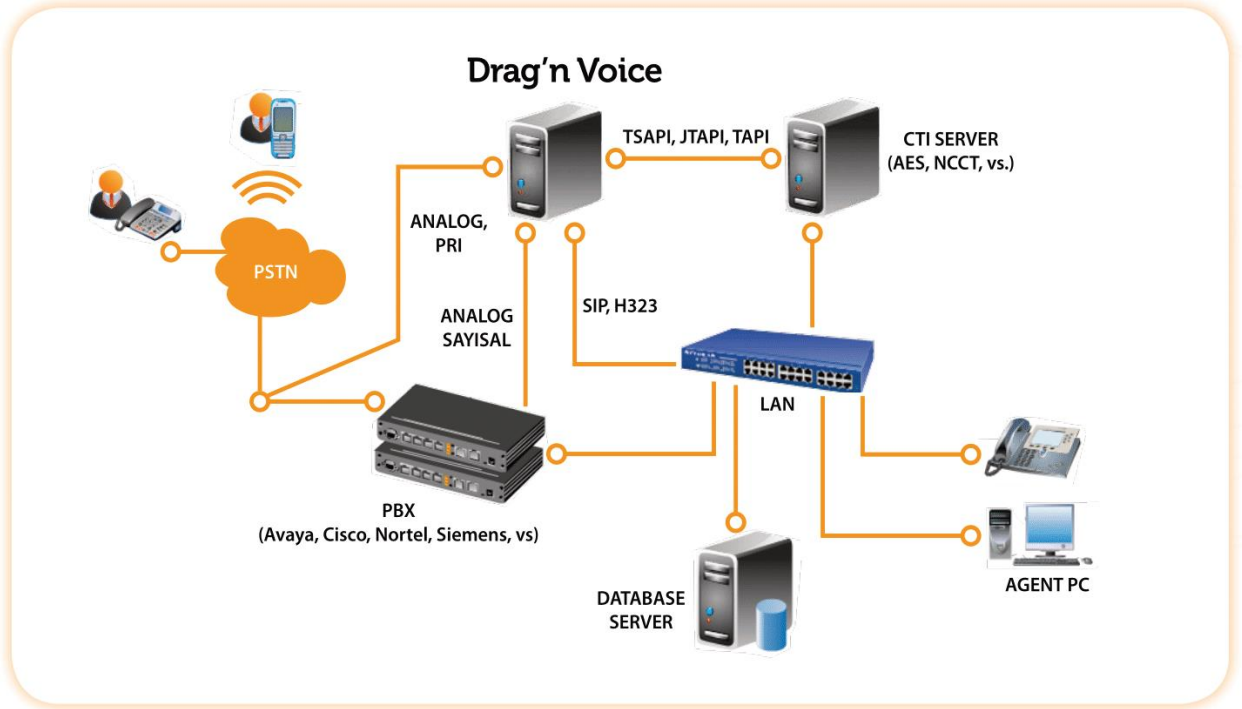 Drag'n Voice
TSAPI, JTAPI, TAPI
CTI SERVER
(AES, NCCT, vs.)
ANALOG,
PRI
PSTN
ANALOG
SAYISAL
SIP, H323
LAN
PBX
(Avaya, Cisco, Nortel, Siemens, vs)
DATABASE
SERVER
AGENT PC